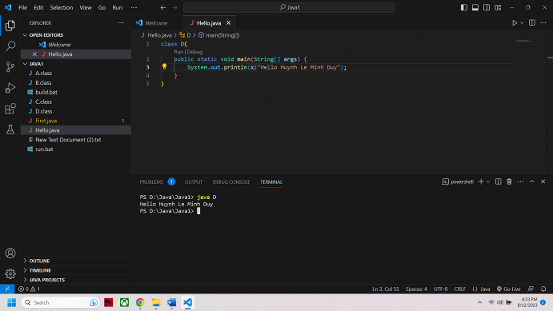 File Edit Selection View Go Run ...
Java1
EXPLORER
OPEN EDITORS
Welcome
Hello.java
JAVA1
A.class
B.class
build.bat
C.class
D.class
First.java 1
Hello.java
New Text Document (2).txt
run.bat
OUTLINE
TIMELINE
JAVA PROJECTS
Welcome
Hello.java
Hello.java > D > main(String[])
1 class D{
Run | Debug
2 public static void main(String[] args) {
3 System.out.println(x:"Hello Huynh Le Minh Duy");
4 }
5 }
PROBLEMS 1 OUTPUT DEBUG CONSOLE TERMINAL
powershell
PS D:\Java\Java1> java D
Hello Huynh Le Minh Duy
PS D:\Java\Java1>
0 1
Ln 3, Col 55 Spaces: 4 UTF-8 CRLF {} Java Go Live
Search
4:53 PM